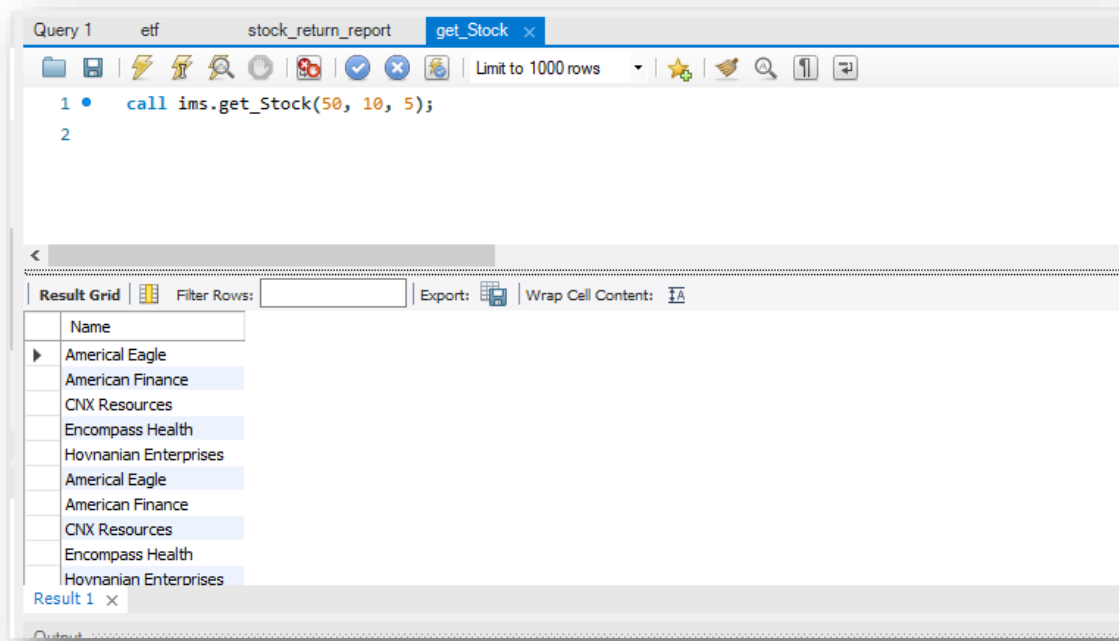 Query 1 etf stock_return_report get_Stock
Limit to 1000 rows
1 call ims.get_Stock(50, 10, 5);
2
Result Grid Filter Rows: Export: Wrap Cell Content:
Name
Americal Eagle
American Finance
CNX Resources
Encompass Health
Hovnanian Enterprises
Americal Eagle
American Finance
CNX Resources
Encompass Health
Hovnanian Enterprises
Result 1
Output